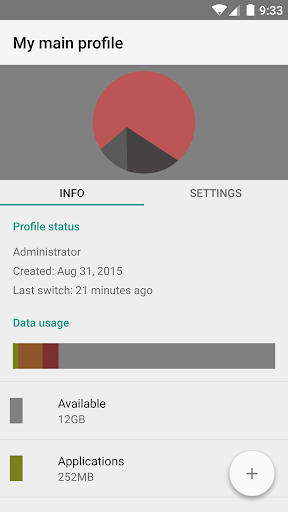 9:33
My main profile
INFO
SETTINGS
Profile status
Administrator
Created: Aug 31, 2015
Last switch: 21 minutes ago
Data usage
Available
12GB
Applications
252MB